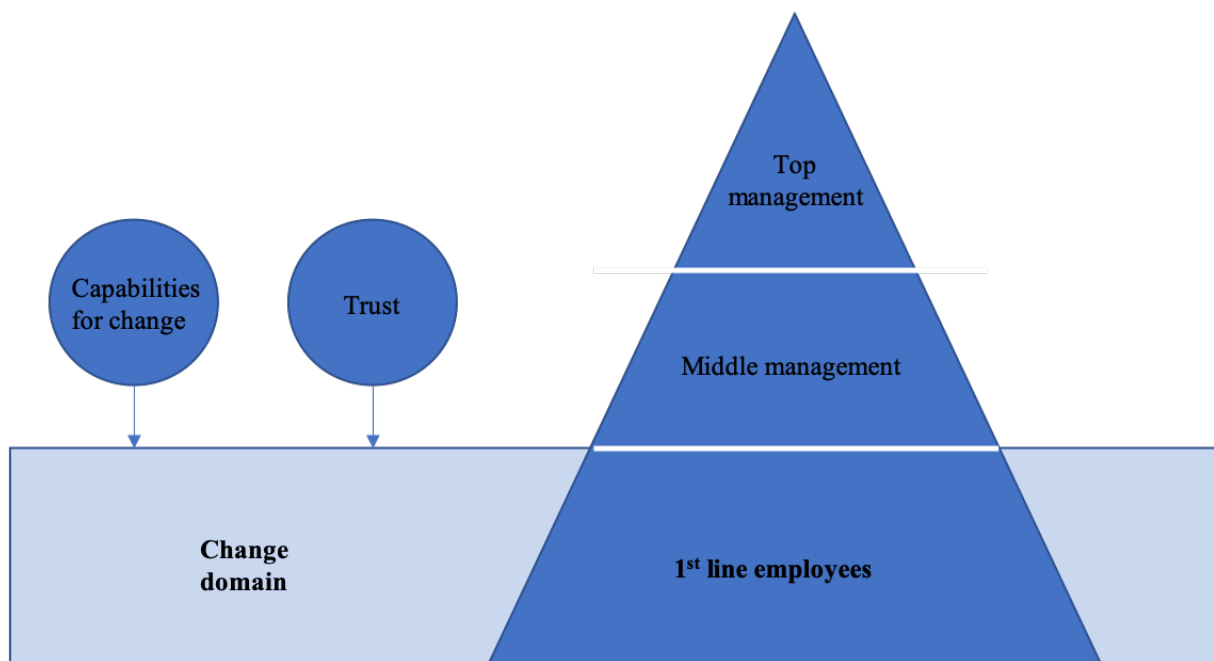 Top
management
Capabilities
for change
Trust
Middle management
Change
domain
1st line employees